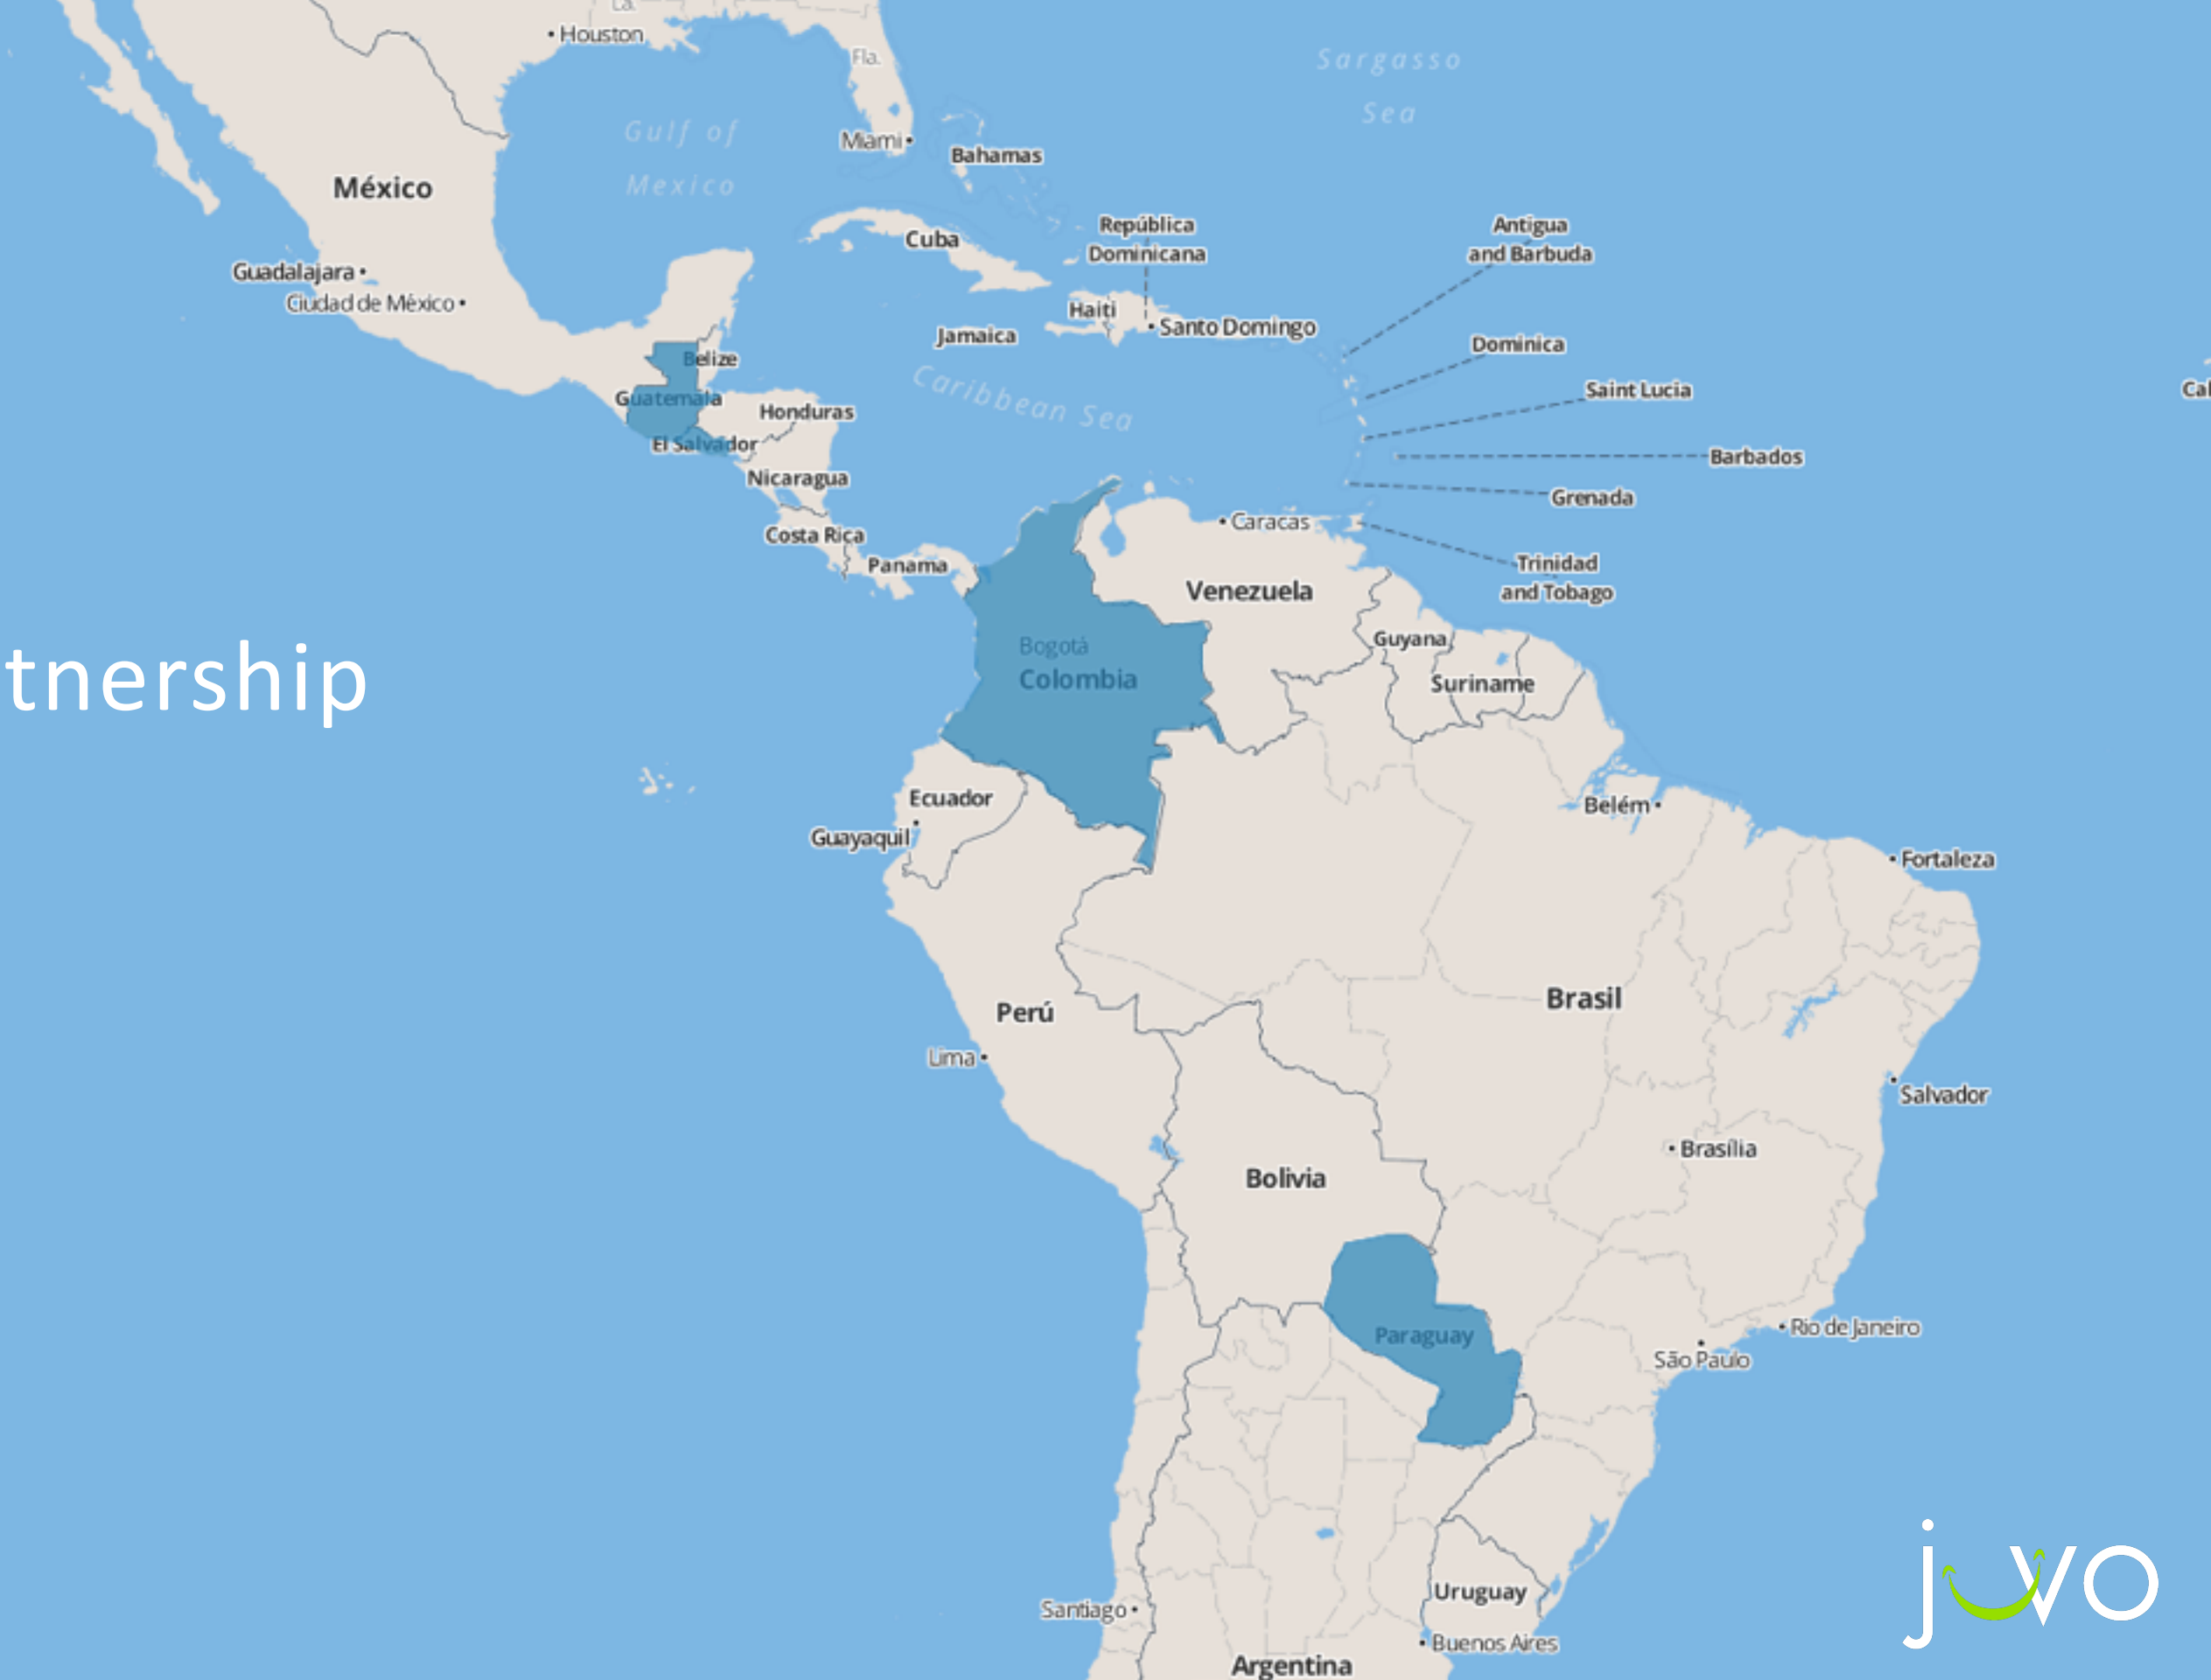 La.
Houston
Fla.
Sargasso
Sea
Gulf of
Mexico
Miami
Bahamas
México
República
Dominicana
Antigua
and Barbuda
Cuba
Guadalajara
Ciudad de México
Haiti
Santo Domingo
Jamaica
Dominica
Belize
Caribbean Sea
Saint Lucia
Cal
Guatemala
Honduras
El Salvador
Barbados
Nicaragua
Grenada
Costa Rica
Caracas
Panama
Trinidad
and Tobago
Venezuela
Guyana
Bogotá
Colombia
Suriname
tnership
Ecuador
Belém
Guayaquil
Fortaleza
Brasil
Perú
Lima
Salvador
Brasília
Bolivia
Paraguay
Rio de Janeiro
São Paulo
Uruguay
juvo
Santiago
Buenos Aires
Argentina